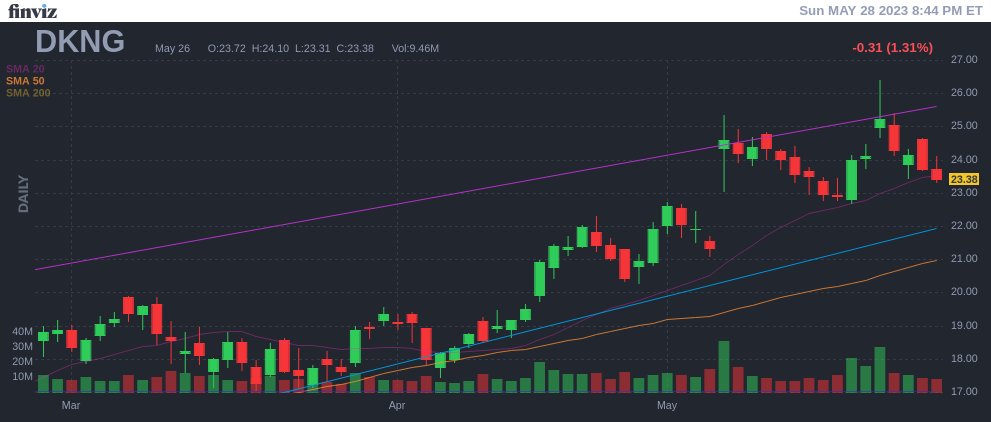 finviz
Sun MAY 28 2023 8:44 PM ET
DKNG
May 26 O:23.72 H:24.10 L:23.31 C:23.38 Vol:9.46M
-0.31 (1.31%)
SMA 20
SMA 50
SMA 200
DAILY
27.00
26.00
25.00
24.00
23.38
23.00
22.00
21.00
20.00
19.00
18.00
17.00
40M
30M
20M
10M
Mar Apr May